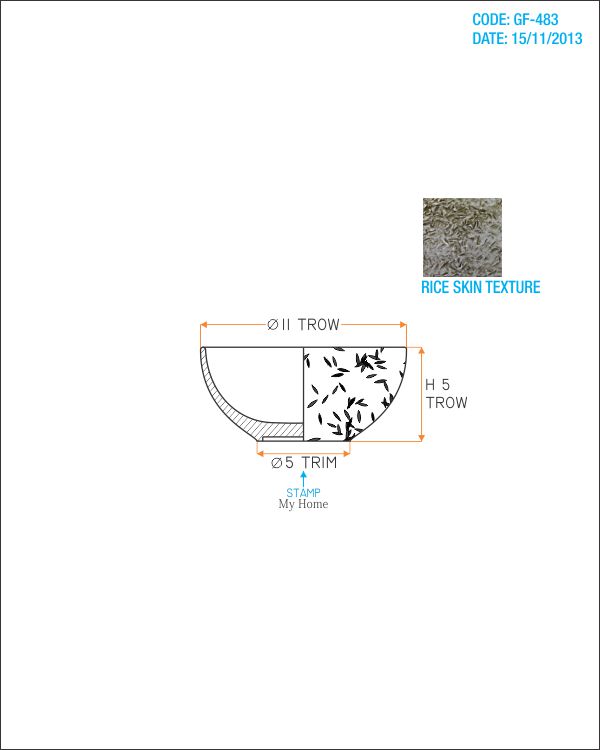 CODE: GF-483
DATE: 15/11/2013
RICE SKIN TEXTURE
Ø11 TROW
H 5
TROW
Ø5 TRIM
STAMP
My Home